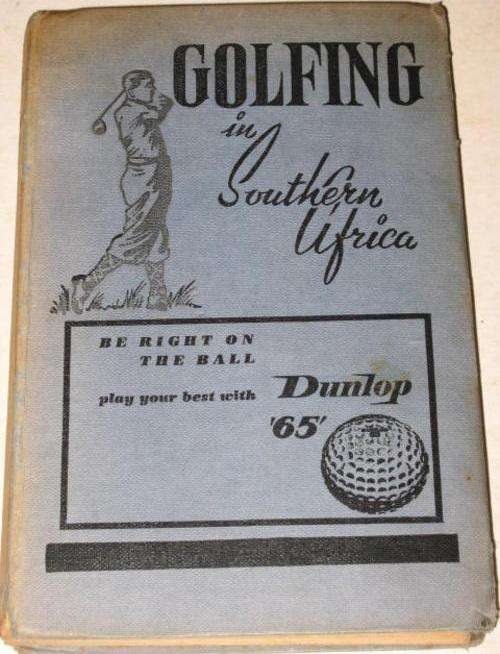 GOLFING
in
Southern
Africa
BE RIGHT ON
THE BALL
play your best with
Dunlop
'65'